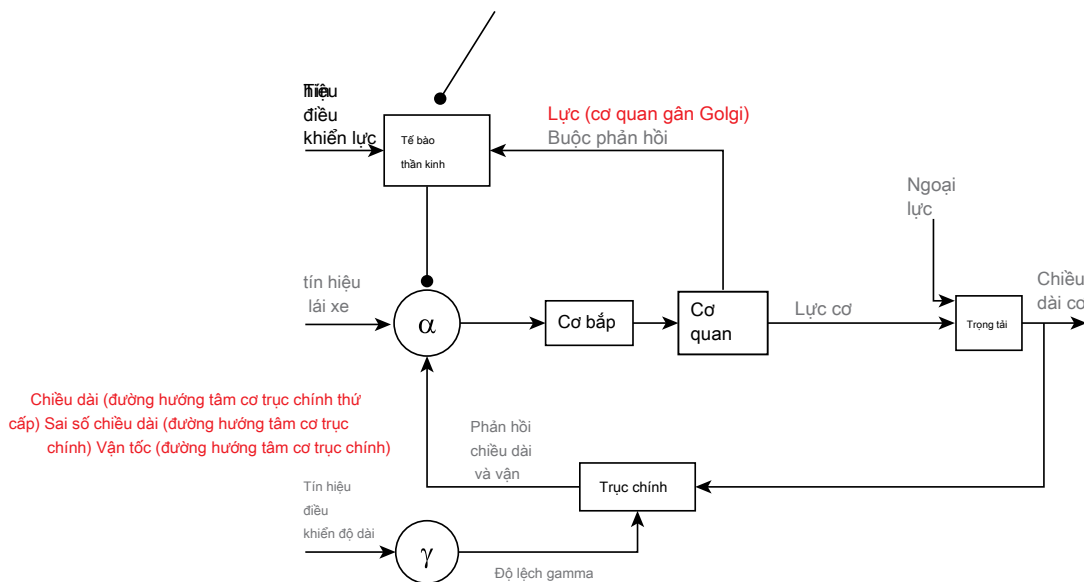 Tín hiệu
điều
khiển lực
Tế bào
thần kinh
Lực (cơ quan gân Golgi)
Buộc phản hồi
Ngoại
lực
tín hiệu
lái xe
α
Cơ bắp
Cơ
quan
Lực cơ
Trọng tải
Chiều
dài cơ
Chiều dài (đường hướng tâm cơ trục chính thứ
cấp) Sai số chiều dài (đường hướng tâm cơ trục
chính) Vận tốc (đường hướng tâm cơ trục chính)
Phản hồi
chiều dài
và vận
Trục chính
Tín hiệu
điều
khiển độ dài
γ
Độ lệch gamma